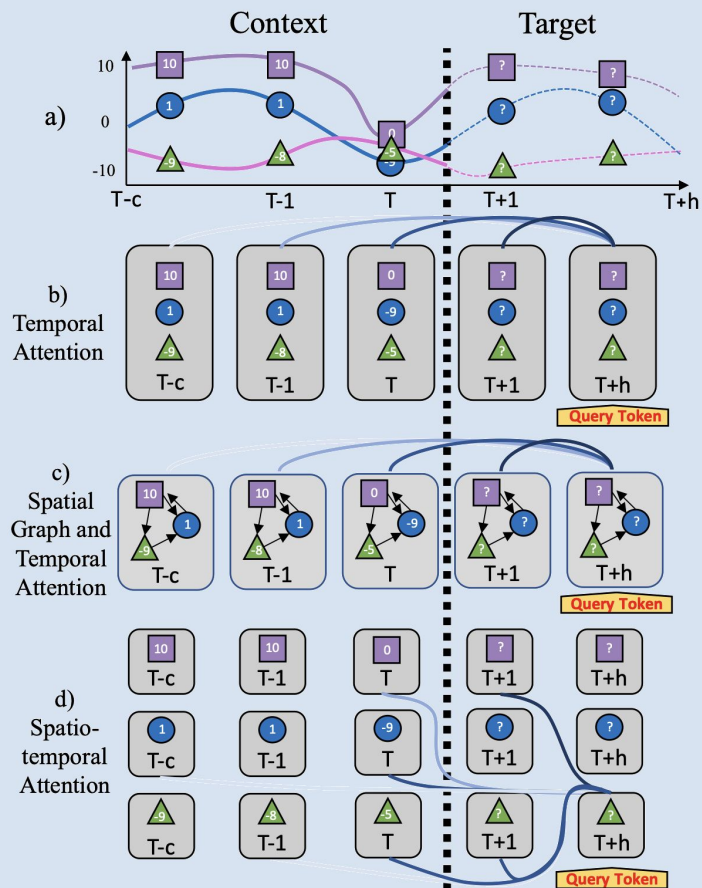 Context Target
10
0
-10
a)
10 10 ? ?
1 1 0 ? ?
-9 -8 -5 ? ?
T-c T-1 T T+1 T+h
b)
Temporal
Attention
10 10 0 ? ?
1 1 -9 ? ?
-9 -8 -5 ? ?
T-c T-1 T T+1 T+h
Query Token
c)
Spatial
Graph and
Temporal
Attention
10 10 0 ? ?
1 1 -9 ? ?
-9 -8 -5 ? ?
T-c T-1 T T+1 T+h
Query Token
d)
Spatio-
temporal
Attention
10 10 0 ? ?
T-c T-1 T T+1 T+h
1 1 -9 ? ?
T-c T-1 T T+1 T+h
-9 -8 -5 ? ?
T-c T-1 T T+1 T+h
Query Token